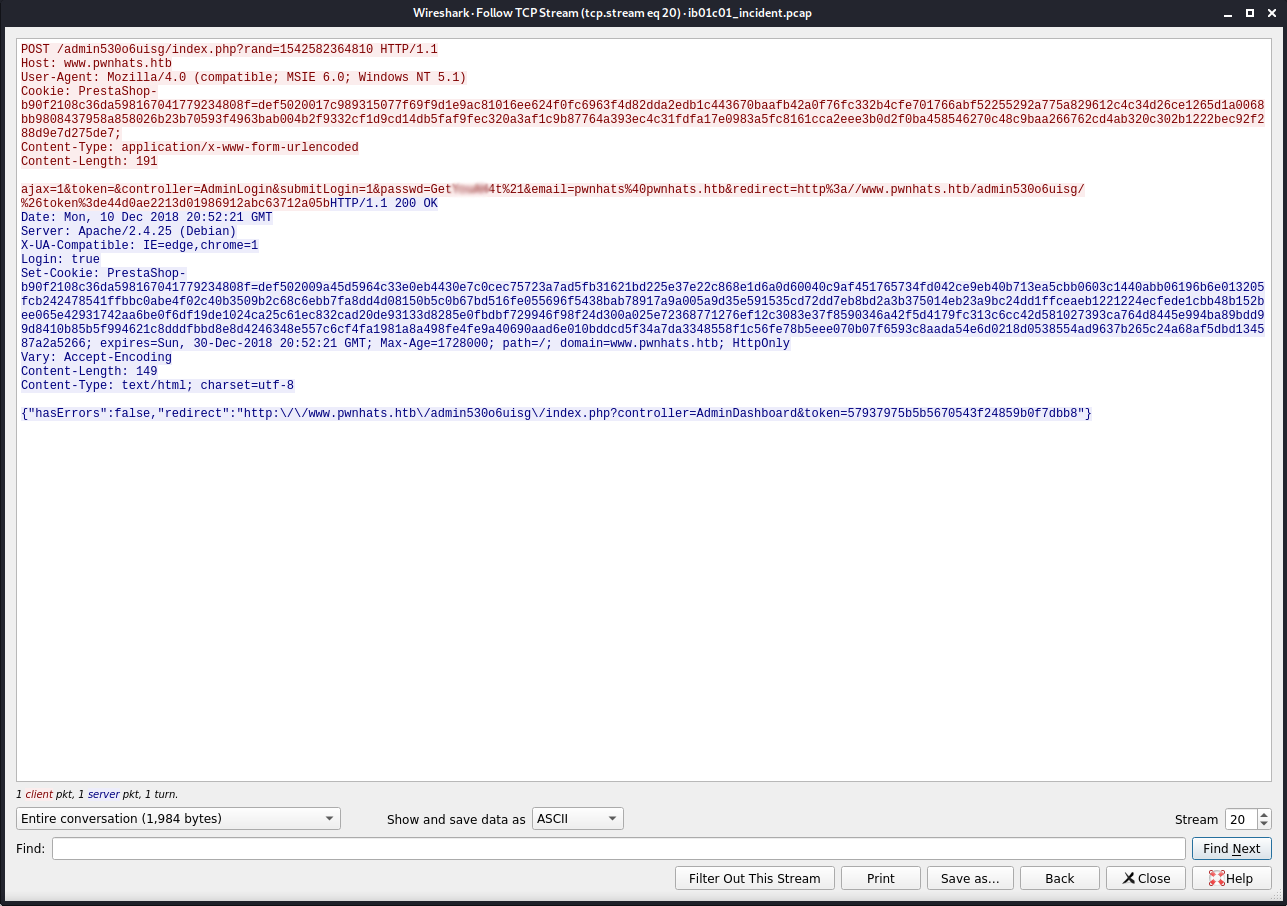 Wireshark · Follow TCP Stream (tcp.stream eq 20) · ib01c01_incident.pcap
POST /admin530o6uisg/index.php?rand=1542582364810 HTTP/1.1
Host: www.pwnhats.htb
User-Agent: Mozilla/4.0 (compatible; MSIE 6.0; Windows NT 5.1)
Cookie: PrestaShop-
b90f2108c36da598167041779234808f=def5020017c989315077f69f9d1e9ac81016ee624f0fc6963f4d82dda2edb1c443670baafb42a0f76fc332b4cfe701766abf52255292a775a829612c4c34d26ce1265d1a0068
bb9808437958a858026b23b70593f4963bab004b2f9332cf1d9cd14db5faf9fec320a3af1c9b87764a393ec4c31fdfa17e0983a5fc8161cca2eee3b0d2f0ba458546270c48c9baa266762cd4ab320c302b1222bec92f2
88d9e7d275de7;
Content-Type: application/x-www-form-urlencoded
Content-Length: 191
ajax=1&token=&controller=AdminLogin&submitLogin=1&passwd=Get 4t%21&email=pwnhats%40pwnhats.htb&redirect=http%3a//www.pwnhats.htb/admin530o6uisg/
%26token%3de44d0ae2213d01986912abc63712a05bHTTP/1.1 200 OK
Date: Mon, 10 Dec 2018 20:52:21 GMT
Server: Apache/2.4.25 (Debian)
X-UA-Compatible: IE=edge,chrome=1
Login: true
Set-Cookie: PrestaShop-
b90f2108c36da598167041779234808f=def502009a45d5964c33e0eb4430e7c0cec75723a7ad5fb31621bd225e37e22c868e1d6a0d60040c9af451765734fd042ce9eb40b713ea5cbb0603c1440abb06196b6e013205
fcb242478541ffbbc0abe4f02c40b3509b2c68c6ebb7fa8dd4d08150b5c0b67bd516fe055696f5438bab78917a9a005a9d35e591535cd72dd7eb8bd2a3b375014eb23a9bc24dd1ffceaeb1221224ecfede1cbb48b152b
ee065e42931742aa6be0f6df19de1024ca25c61ec832cad20de93133d8285e0fbdbf729946f98f24d300a025e72368771276ef12c3083e37f8590346a42f5d4179fc313c6cc42d581027393ca764d8445e994ba89bdd9
9d8410b85b5f994621c8dddfbbd8e8d4246348e557c6cf4fa1981a8a498fe4fe9a40690aad6e010bddcd5f34a7da3348558f1c56fe78b5eee070b07f6593c8aada54e6d0218d0538554ad9637b265c24a68af5dbd1345
87a2a5266; expires=Sun, 30-Dec-2018 20:52:21 GMT; Max-Age=1728000; path=/; domain=www.pwnhats.htb; HttpOnly
Vary: Accept-Encoding
Content-Length: 149
Content-Type: text/html; charset=utf-8
{"hasErrors":false,"redirect":"http:\/\/www.pwnhats.htb\/admin530o6uisg\/index.php?controller=AdminDashboard&token=57937975b5b5670543f24859b0f7dbb8"}
1 client pkt, 1 server pkt, 1 turn.
Entire conversation (1,984 bytes) Show and save data as ASCII Stream 20
Find: Find Next
Filter Out This Stream Print Save as… Back Close Help